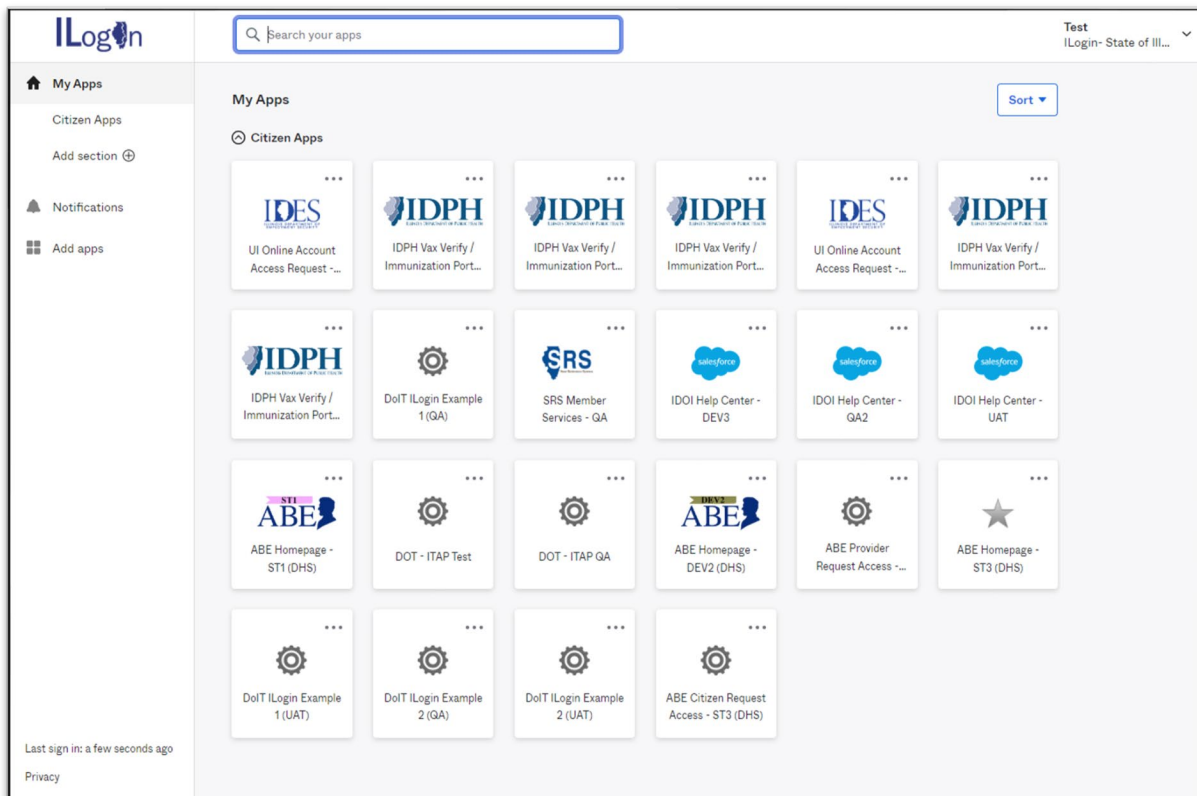 ILogIn
Search your apps
Test
ILogin- State of Ill...
My Apps
Citizen Apps
Add section
Notifications
Add apps
My Apps
Sort
Citizen Apps
IDES
UI Online Account
Access Request -...
IDPH
IDPH Vax Verify /
Immunization Port...
IDPH
IDPH Vax Verify /
Immunization Port...
IDPH
IDPH Vax Verify /
Immunization Port...
IDES
UI Online Account
Access Request -...
IDPH
IDPH Vax Verify /
Immunization Port...
IDPH
IDPH Vax Verify /
Immunization Port...
DoIT ILogin Example
1 (QA)
SRS
SRS Member
Services - QA
salesforce
IDOI Help Center -
DEV3
salesforce
IDOI Help Center -
QA2
salesforce
IDOI Help Center -
UAT
ST1
ABE
ABE Homepage -
ST1 (DHS)
DOT - ITAP Test
DOT - ITAP QA
DEV2
ABE
ABE Homepage -
DEV2 (DHS)
ABE Provider
Request Access -...
ABE Homepage -
ST3 (DHS)
DoIT ILogin Example
1 (UAT)
DoIT ILogin Example
2 (QA)
DoIT ILogin Example
2 (UAT)
ABE Citizen Request
Access - ST3 (DHS)
Last sign in: a few seconds ago
Privacy